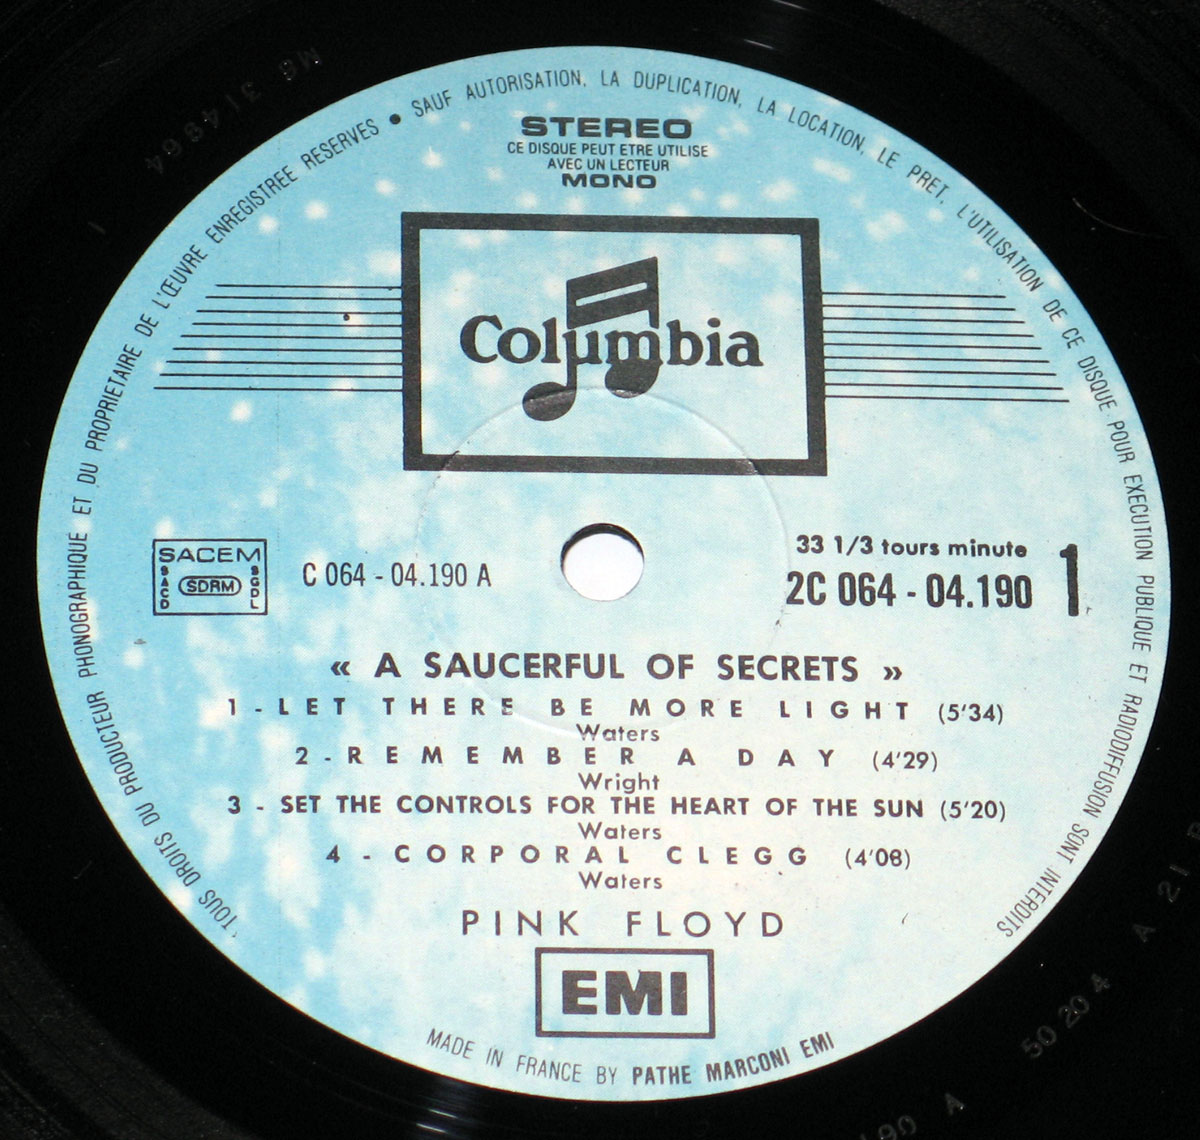 TOUS DROITS DU PRODUCTEUR PHONOGRAPHIQUE ET DU PROPRIETAIRE DE L'ŒUVRE ENREGISTREE RESERVES • SAUF AUTORISATION, LA DUPLICATION, LA LOCATION, LE PRET, L'UTILISATION DE CE DISQUE POUR EXECUTION PUBLIQUE ET RADIODIFFUSION SONT INTERDITS
STEREO
CE DISQUE PEUT ETRE UTILISE
AVEC UN LECTEUR
MONO
Columbia
SACEM
SACD SDRM SGDL
C 064 - 04.190 A
33 1/3 tours minute
2C 064 - 04.190
1
« A SAUCERFUL OF SECRETS »
1 - LET THERE BE MORE LIGHT (5'34)
Waters
2 - REMEMBER A DAY (4'29)
Wright
3 - SET THE CONTROLS FOR THE HEART OF THE SUN (5'20)
Waters
4 - CORPORAL CLEGG (4'08)
Waters
PINK FLOYD
EMI
MADE IN FRANCE BY PATHE MARCONI EMI
M6 314864